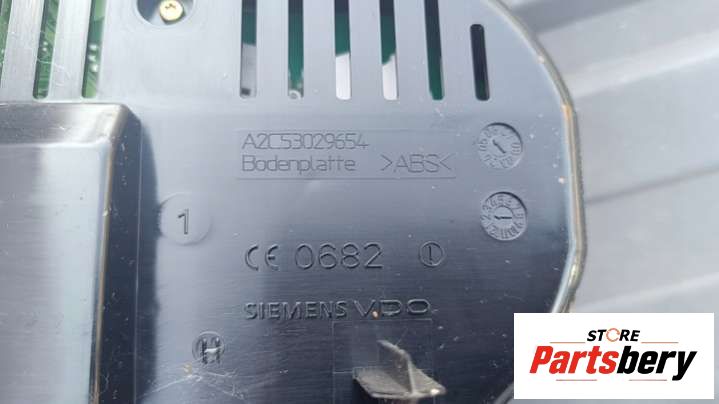 A2C53029654
Bodenplatte >ABS<
1
CE 0682
SIEMENS VDO
H
STORE
Partsbery